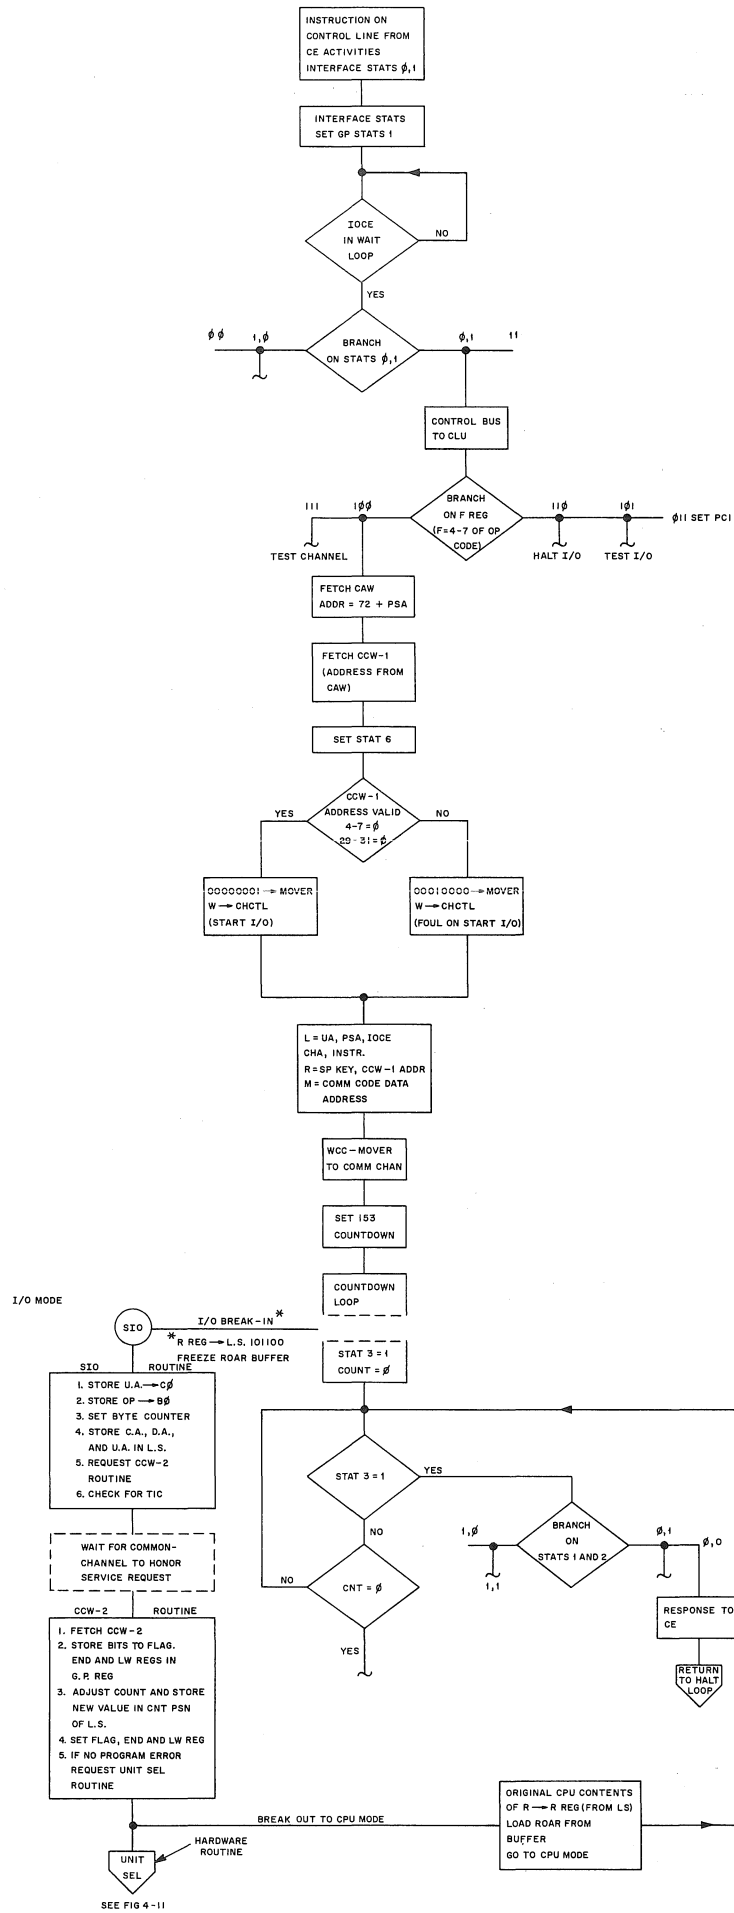 INSTRUCTION ON
CONTROL LINE FROM
CE ACTIVITIES
INTERFACE STATS Ø,1
INTERFACE STATS
SET GP STATS 1
IOCE
IN WAIT
LOOP
NO
YES
ØØ
1,Ø
BRANCH
ON STATS Ø,1
Ø,1
11
CONTROL BUS
TO CLU
111
1ØØ
BRANCH
ON F REG
(F=4-7 OF OP
CODE)
11Ø
1Ø1
Ø11 SET PCI
TEST CHANNEL
HALT I/O
TEST I/O
FETCH CAW
ADDR = 72 + PSA
FETCH CCW-1
(ADDRESS FROM
CAW)
SET STAT 6
CCW-1
ADDRESS VALID
4-7=Ø
29-31=Ø
YES
NO
00000001→ MOVER
W → CHCTL
(START I/O)
00010000→ MOVER
W → CHCTL
(FOUL ON START I/O)
L = UA, PSA, IOCE
CHA, INSTR.
R=SP KEY, CCW-1 ADDR
M= COMM CODE DATA
ADDRESS
WCC-MOVER
TO COMM CHAN
SET 153
COUNTDOWN
COUNTDOWN
LOOP
I/O MODE
SIO
I/O BREAK-IN *
* R REG → L.S. 101100
FREEZE ROAR BUFFER
STAT 3=1
COUNT = Ø
SIO ROUTINE
1. STORE U.A. → CØ
2. STORE OP → BØ
3. SET BYTE COUNTER
4. STORE C.A., D.A.,
AND U.A. IN L.S.
5. REQUEST CCW-2
ROUTINE
6. CHECK FOR TIC
STAT 3=1
YES
NO
BRANCH
ON
STATS 1 AND 2
1,Ø
1,1
Ø,1
Ø,0
WAIT FOR COMMON-
CHANNEL TO HONOR
SERVICE REQUEST
CNT = Ø
NO
YES
RESPONSE TO
CE
RETURN
TO HALT
LOOP
CCW-2 ROUTINE
1. FETCH CCW-2
2. STORE BITS TO FLAG.
END AND LW REGS IN
G.P. REG
3. ADJUST COUNT AND STORE
NEW VALUE IN CNT PSN
OF L.S.
4. SET FLAG, END AND LW REG
5. IF NO PROGRAM ERROR
REQUEST UNIT SEL
ROUTINE
BREAK OUT TO CPU MODE
ORIGINAL CPU CONTENTS
OF R → R REG (FROM LS)
LOAD ROAR FROM
BUFFER
GO TO CPU MODE
HARDWARE
ROUTINE
UNIT
SEL
SEE FIG 4-11